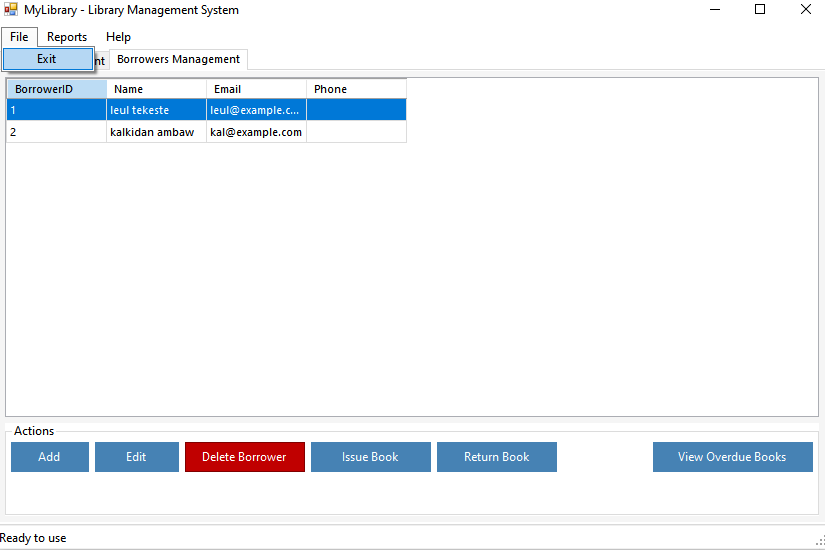 MyLibrary - Library Management System
File Reports Help
Exit nt Borrowers Management
BorrowerID Name Email Phone
1 leul tekeste leul@example.c...
2 kalkidan ambaw kal@example.com
Actions
Add Edit Delete Borrower Issue Book Return Book View Overdue Books
Ready to use